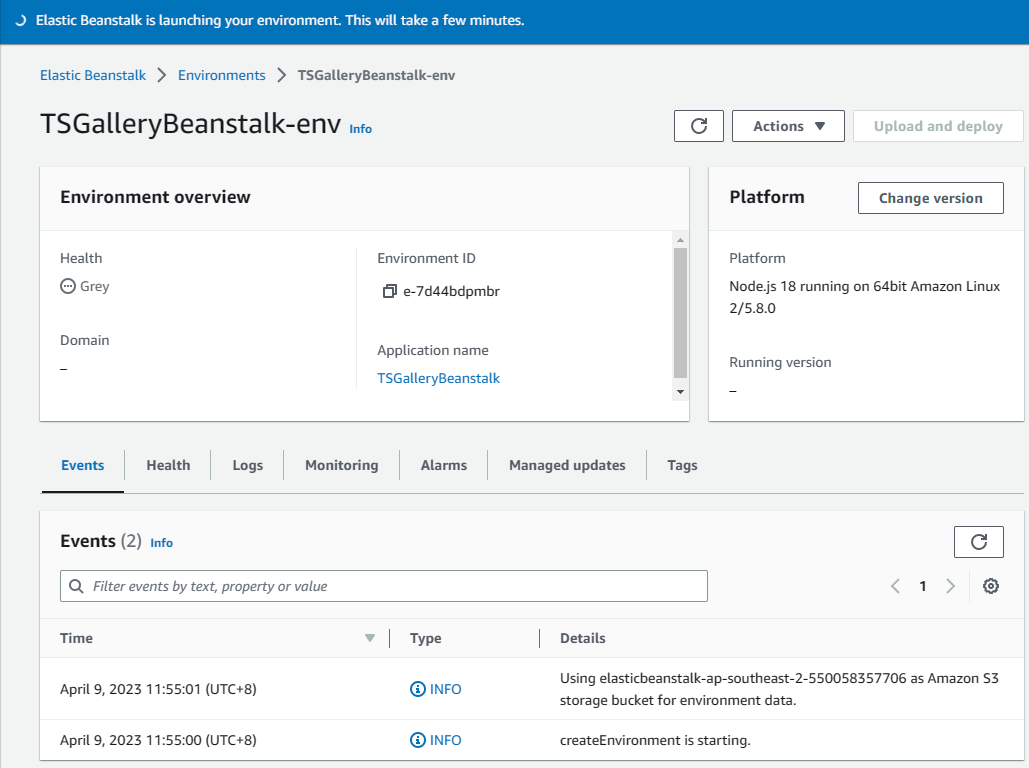 Elastic Beanstalk is launching your environment. This will take a few minutes.
Elastic Beanstalk > Environments > TSGalleryBeanstalk-env
TSGalleryBeanstalk-env Info
Actions
Upload and deploy
Environment overview
Health
Grey
Domain
–
Environment ID
e-7d44bdpmbr
Application name
TSGalleryBeanstalk
Platform
Change version
Platform
Node.js 18 running on 64bit Amazon Linux
2/5.8.0
Running version
–
Events Health Logs Monitoring Alarms Managed updates Tags
Events (2) Info
Filter events by text, property or value
1
Time Type Details
April 9, 2023 11:55:01 (UTC+8) INFO Using elasticbeanstalk-ap-southeast-2-550058357706 as Amazon S3
storage bucket for environment data.
April 9, 2023 11:55:00 (UTC+8) INFO createEnvironment is starting.